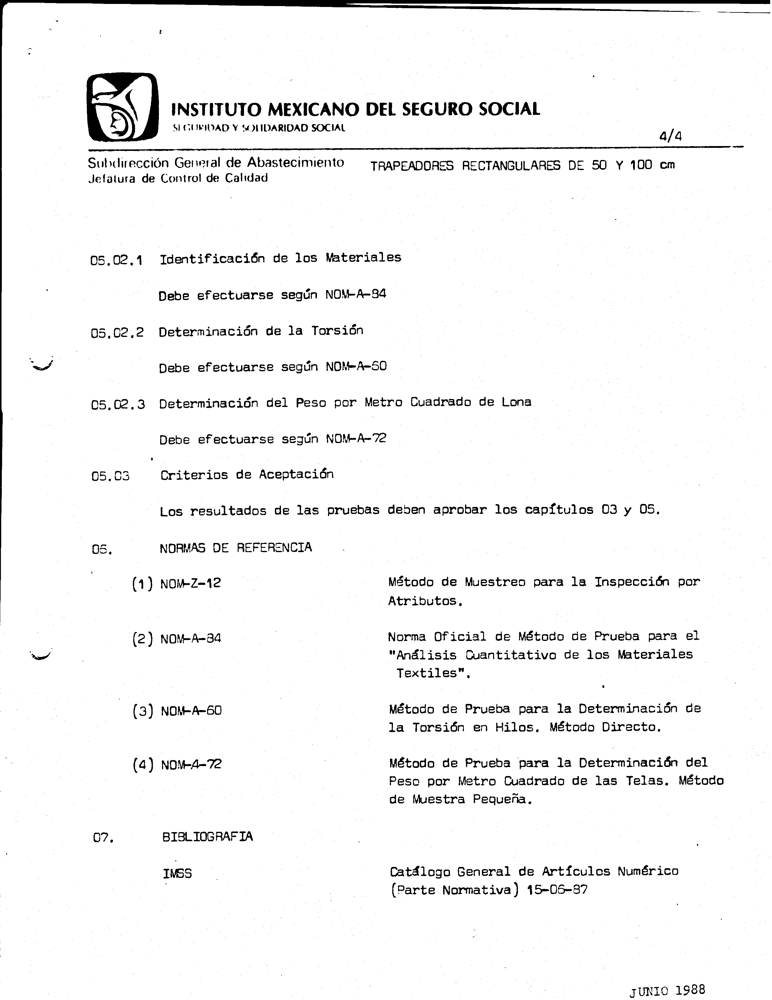 INSTITUTO MEXICANO DEL SEGURO SOCIAL
SEGURIDAD Y SOLIDARIDAD SOCIAL
4/4
Subdirección General de Abastecimiento TRAPEADORES RECTANGULARES DE 50 Y 100 cm
Jefatura de Control de Calidad
05.02.1 Identificación de los Materiales
Debe efectuarse según NOM-A-84
05.02.2 Determinación de la Torsión
Debe efectuarse según NOM-A-60
05.02.3 Determinación del Peso por Metro Cuadrado de Lona
Debe efectuarse según NOM-A-72
05.03 Criterios de Aceptación
Los resultados de las pruebas deben aprobar los capítulos 03 y 05.
06. NORMAS DE REFERENCIA
(1) NOM-Z-12 Método de Muestreo para la Inspección por
Atributos.
(2) NOM-A-84 Norma Oficial de Método de Prueba para el
"Análisis Cuantitativo de los Materiales
Textiles".
(3) NOM-A-60 Método de Prueba para la Determinación de
la Torsión en Hilos. Método Directo.
(4) NOM-A-72 Método de Prueba para la Determinación del
Peso por Metro Cuadrado de las Telas. Método
de Muestra Pequeña.
07. BIBLIOGRAFIA
IMSS Catálogo General de Artículos Numérico
(Parte Normativa) 15-06-87
JUNIO 1988